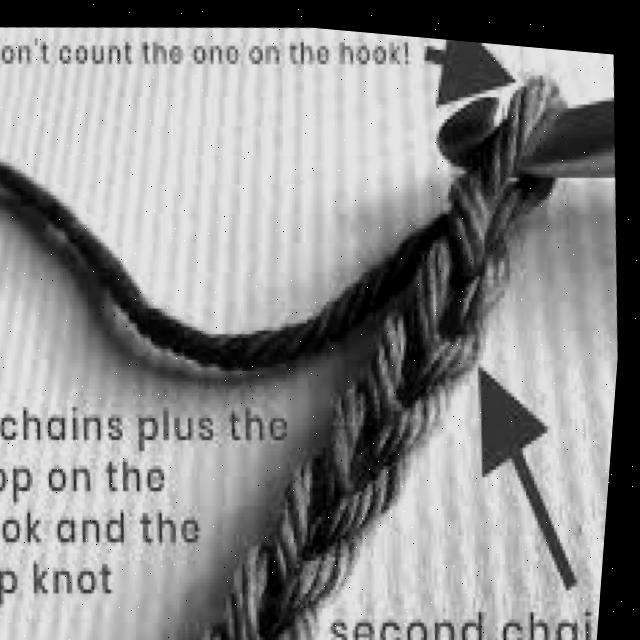 on't count the one on the hook!
chains plus the
op on the
ok and the
p knot
second chai